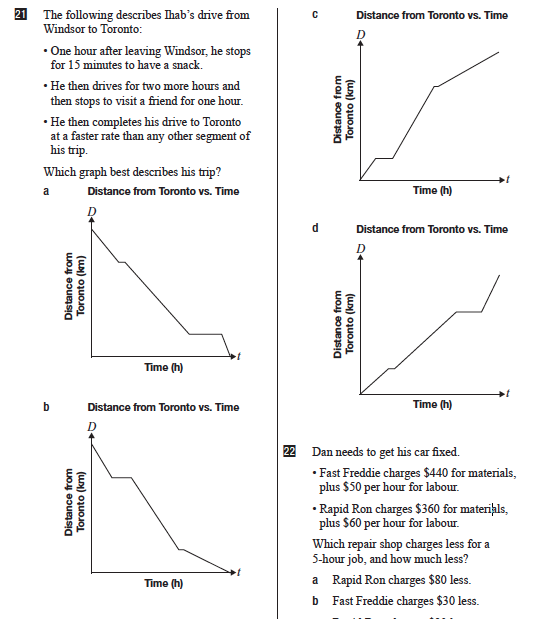 21 The following describes Ihab's drive from
Windsor to Toronto:
• One hour after leaving Windsor, he stops
for 15 minutes to have a snack.
• He then drives for two more hours and
then stops to visit a friend for one hour.
• He then completes his drive to Toronto
at a faster rate than any other segment of
his trip.
Which graph best describes his trip?
a Distance from Toronto vs. Time
D
Distance from
Toronto (km)
t
Time (h)
b Distance from Toronto vs. Time
D
Distance from
Toronto (km)
t
Time (h)
c Distance from Toronto vs. Time
D
Distance from
Toronto (km)
t
Time (h)
d Distance from Toronto vs. Time
D
Distance from
Toronto (km)
t
Time (h)
22 Dan needs to get his car fixed.
• Fast Freddie charges $440 for materials,
plus $50 per hour for labour.
• Rapid Ron charges $360 for materials,
plus $60 per hour for labour.
Which repair shop charges less for a
5-hour job, and how much less?
a Rapid Ron charges $80 less.
b Fast Freddie charges $30 less.